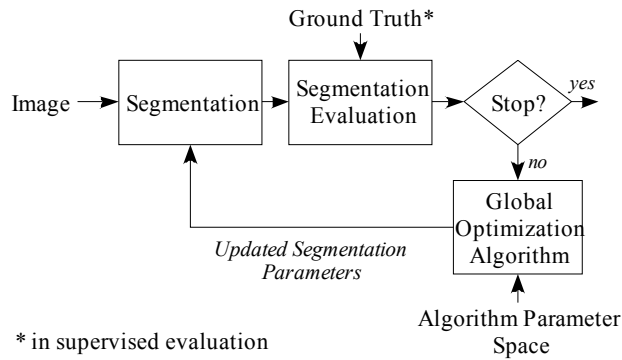 Ground Truth*
Image
Segmentation
Segmentation
Evaluation
Stop?
yes
no
Global
Optimization
Algorithm
Updated Segmentation
Parameters
Algorithm Parameter
Space
* in supervised evaluation